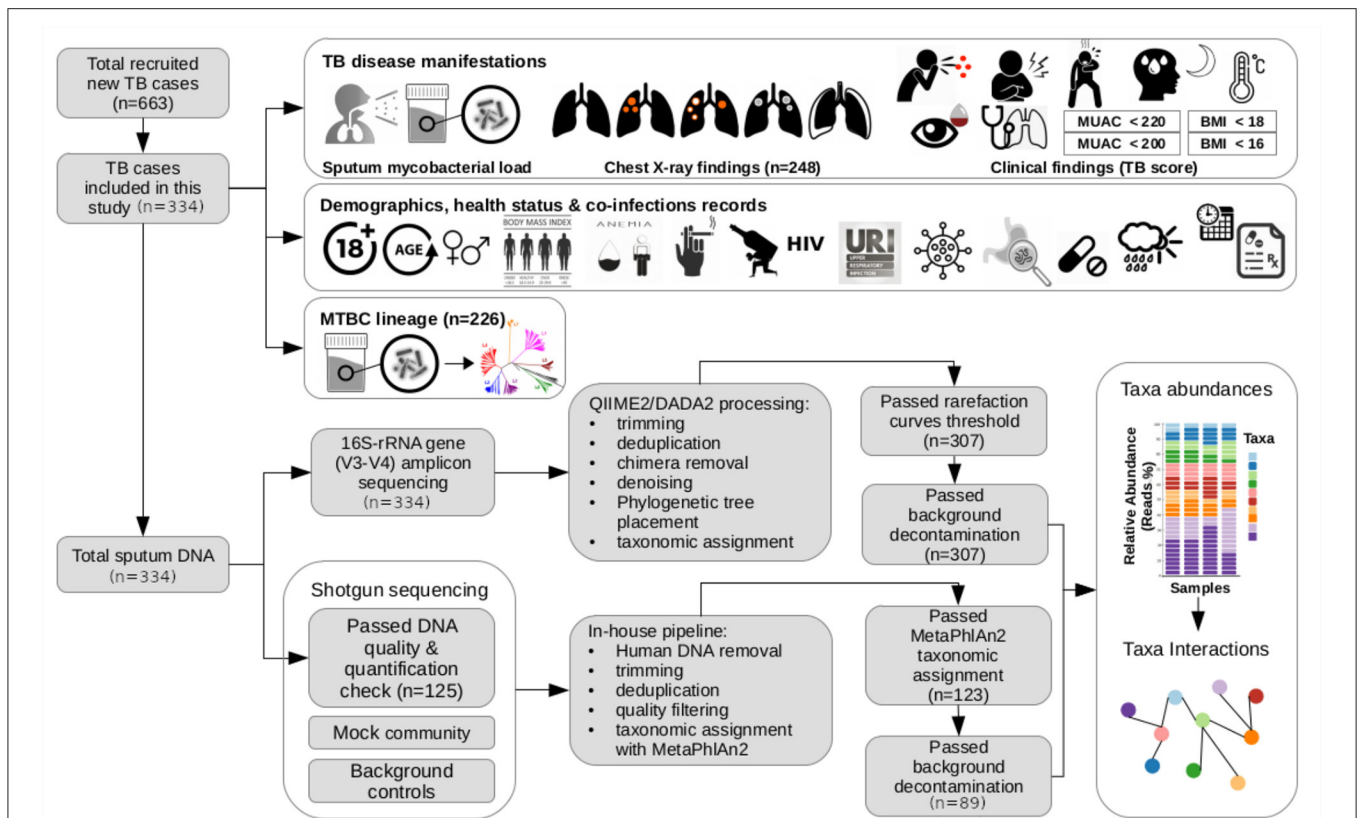 Total recruited
new TB cases
(n=663)
TB cases
included in this
study (n=334)
Total sputum DNA
(n=334)
TB disease manifestations
°C
MUAC < 220
BMI < 18
MUAC < 200
BMI < 16
Sputum mycobacterial load
Chest X-ray findings (n=248)
Clinical findings (TB score)
Demographics, health status & co-infections records
18+
AGE
BODY MASS INDEX
ANEMIA
HIV
URI
UPPER
RESPIRATORY
INFECTION
Rx
MTBC lineage (n=226)
16S-rRNA gene
(V3-V4) amplicon
sequencing
(n=334)
QIIME2/DADA2 processing:
• trimming
• deduplication
• chimera removal
• denoising
• Phylogenetic tree
placement
• taxonomic assignment
Passed rarefaction
curves threshold
(n=307)
Passed
background
decontamination
(n=307)
Shotgun sequencing
Passed DNA
quality &
quantification
check (n=125)
Mock community
Background
controls
In-house pipeline:
• Human DNA removal
• trimming
• deduplication
• quality filtering
• taxonomic assignment
with MetaPhlAn2
Passed
MetaPhlAn2
taxonomic
assignment
(n=123)
Passed
background
decontamination
(n=89)
Taxa abundances
Relative Abundance
(Reads %)
Taxa
Samples
Taxa Interactions